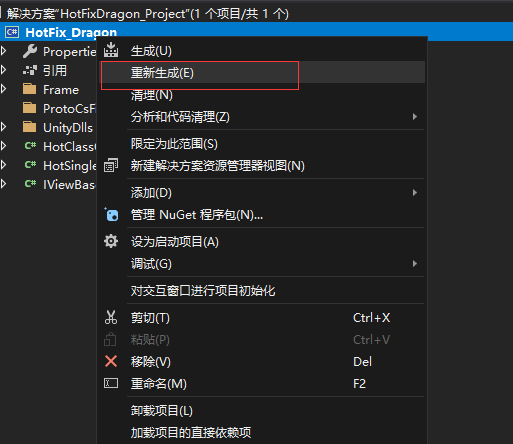 解决方案"HotFixDragon_Project"(1 个项目/共 1 个)
HotFix_Dragon
Propertie
引用
Frame
ProtoCsFi
UnityDlls
HotClass
HotSingle
IViewBase
生成(U)
重新生成(E)
清理(N)
分析和代码清理(Z)
限定为此范围(S)
新建解决方案资源管理器视图(N)
添加(D)
管理 NuGet 程序包(N)...
设为启动项目(A)
调试(G)
对交互窗口进行项目初始化
剪切(T) Ctrl+X
粘贴(P) Ctrl+V
移除(V) Del
重命名(M) F2
卸载项目(L)
加载项目的直接依赖项